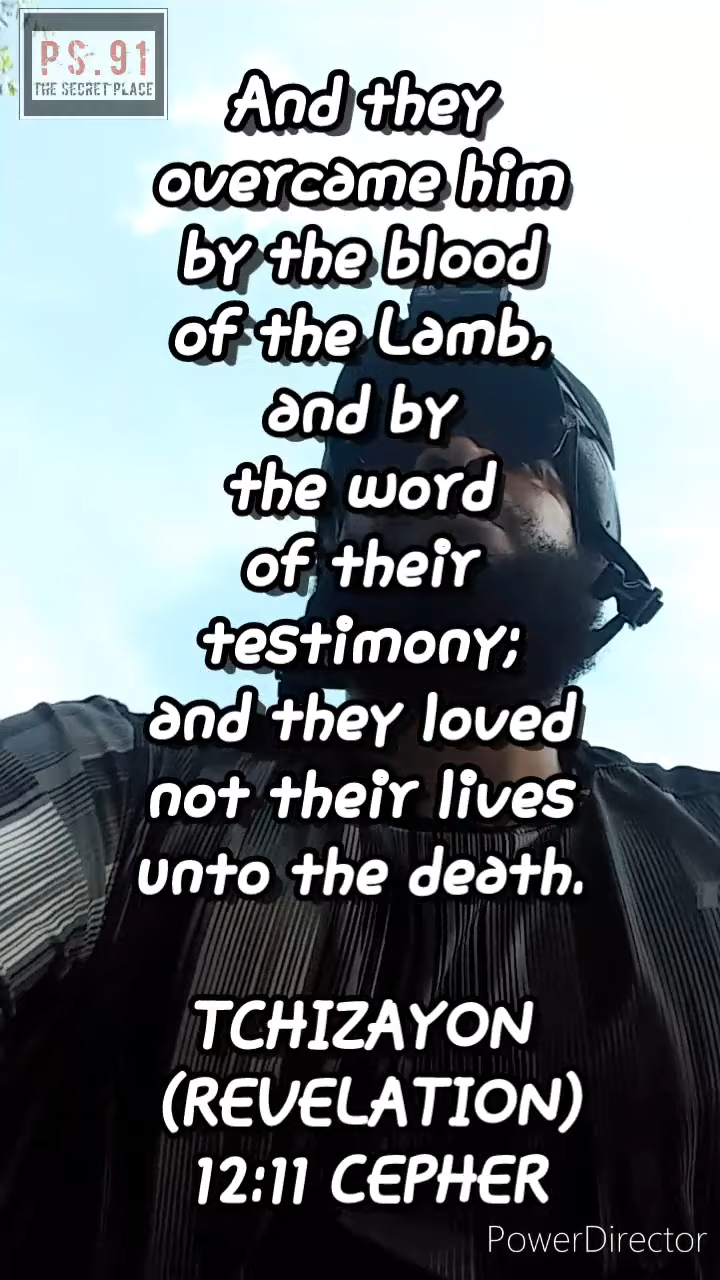 PS.91
THE SECRET PLACE
And they
overcame him
by the blood
of the Lamb,
and by
the word
of their
testimony;
and they loved
not their lives
unto the death.
TCHIZAYON
(REVELATION)
12:11 CEPHER
PowerDirector